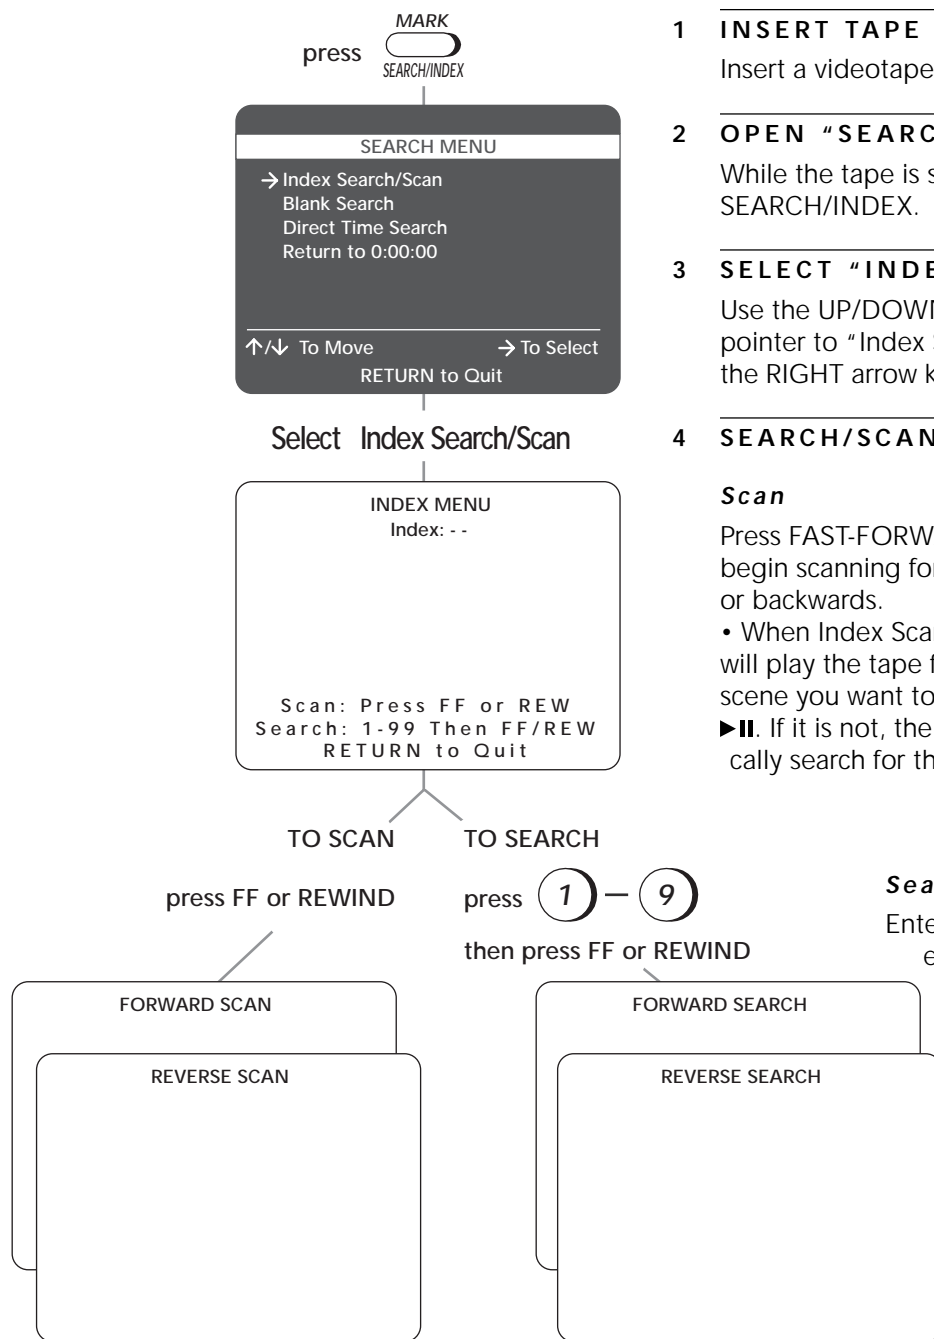 MARK
press
SEARCH/INDEX
SEARCH MENU
→ Index Search/Scan
Blank Search
Direct Time Search
Return to 0:00:00
↑/↓ To Move → To Select
RETURN to Quit
Select Index Search/Scan
INDEX MENU
Index: - -
Scan: Press FF or REW
Search: 1-99 Then FF/REW
RETURN to Quit
TO SCAN
press FF or REWIND
TO SEARCH
press 1 – 9
then press FF or REWIND
FORWARD SCAN
REVERSE SCAN
FORWARD SEARCH
REVERSE SEARCH
1 INSERT TAPE
Insert a videotape
2 OPEN “SEARC
While the tape is s
SEARCH/INDEX.
3 SELECT “INDE
Use the UP/DOWN
pointer to “Index
the RIGHT arrow k
4 SEARCH/SCAN
Scan
Press FAST-FORW
begin scanning for
or backwards.
• When Index Scan
will play the tape f
scene you want to
►II. If it is not, the
cally search for th
Sea
Ente
e